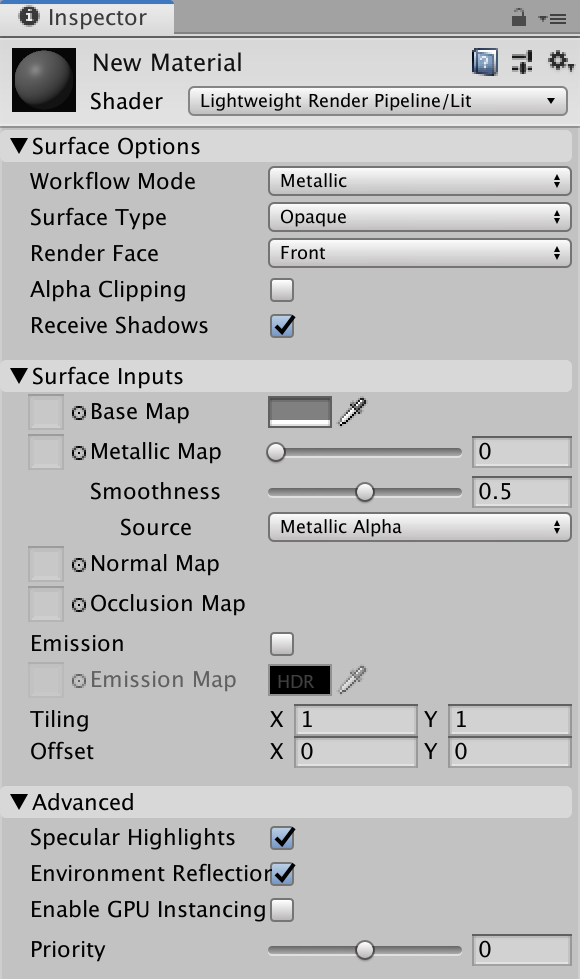 Inspector
New Material
Shader Lightweight Render Pipeline/Lit
Surface Options
Workflow Mode Metallic
Surface Type Opaque
Render Face Front
Alpha Clipping
Receive Shadows
Surface Inputs
Base Map
Metallic Map 0
Smoothness 0.5
Source Metallic Alpha
Normal Map
Occlusion Map
Emission
Emission Map HDR
Tiling X 1 Y 1
Offset X 0 Y 0
Advanced
Specular Highlights
Environment Reflection
Enable GPU Instancing
Priority 0